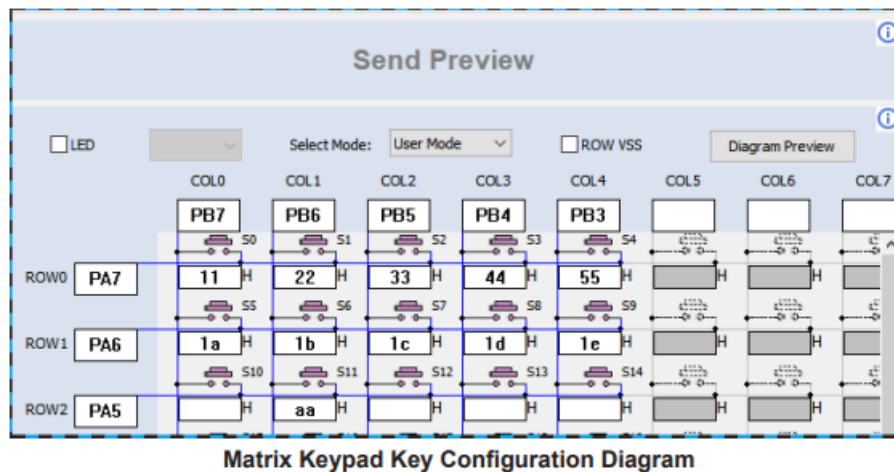 Send Preview
LED Select Mode: User Mode ROW VSS Diagram Preview
COL0 COL1 COL2 COL3 COL4 COL5 COL6 COL7
PB7 PB6 PB5 PB4 PB3
S0 S1 S2 S3 S4
ROW0 PA7 11 H 22 H 33 H 44 H 55 H H H
S5 S6 S7 S8 S9
ROW1 PA6 1a H 1b H 1c H 1d H 1e H H H
S10 S11 S12 S13 S14
ROW2 PA5 H aa H H H H H H
Matrix Keypad Key Configuration Diagram